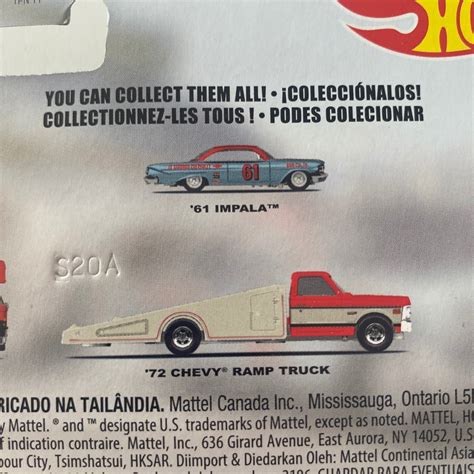 HO
YOU CAN COLLECT THEM ALL! • ¡COLECCIÓNALOS!
COLLECTIONNEZ-LES TOUS ! • PODES COLECIONAR
61
'61 IMPALA™
S20A
'72 CHEVY® RAMP TRUCK
RICADO NA TAILÂNDIA. Mattel Canada Inc., Mississauga, Ontario L5
y Mattel. ® and ™ designate U.S. trademarks of Mattel, except as noted. MATTEL, H
f indication contraire. Mattel, Inc., 636 Girard Avenue, East Aurora, NY 14052, U
our City, Tsimshatsui, HKSAR. Diimport & Diedarkan Oleh: Mattel Continental Asia